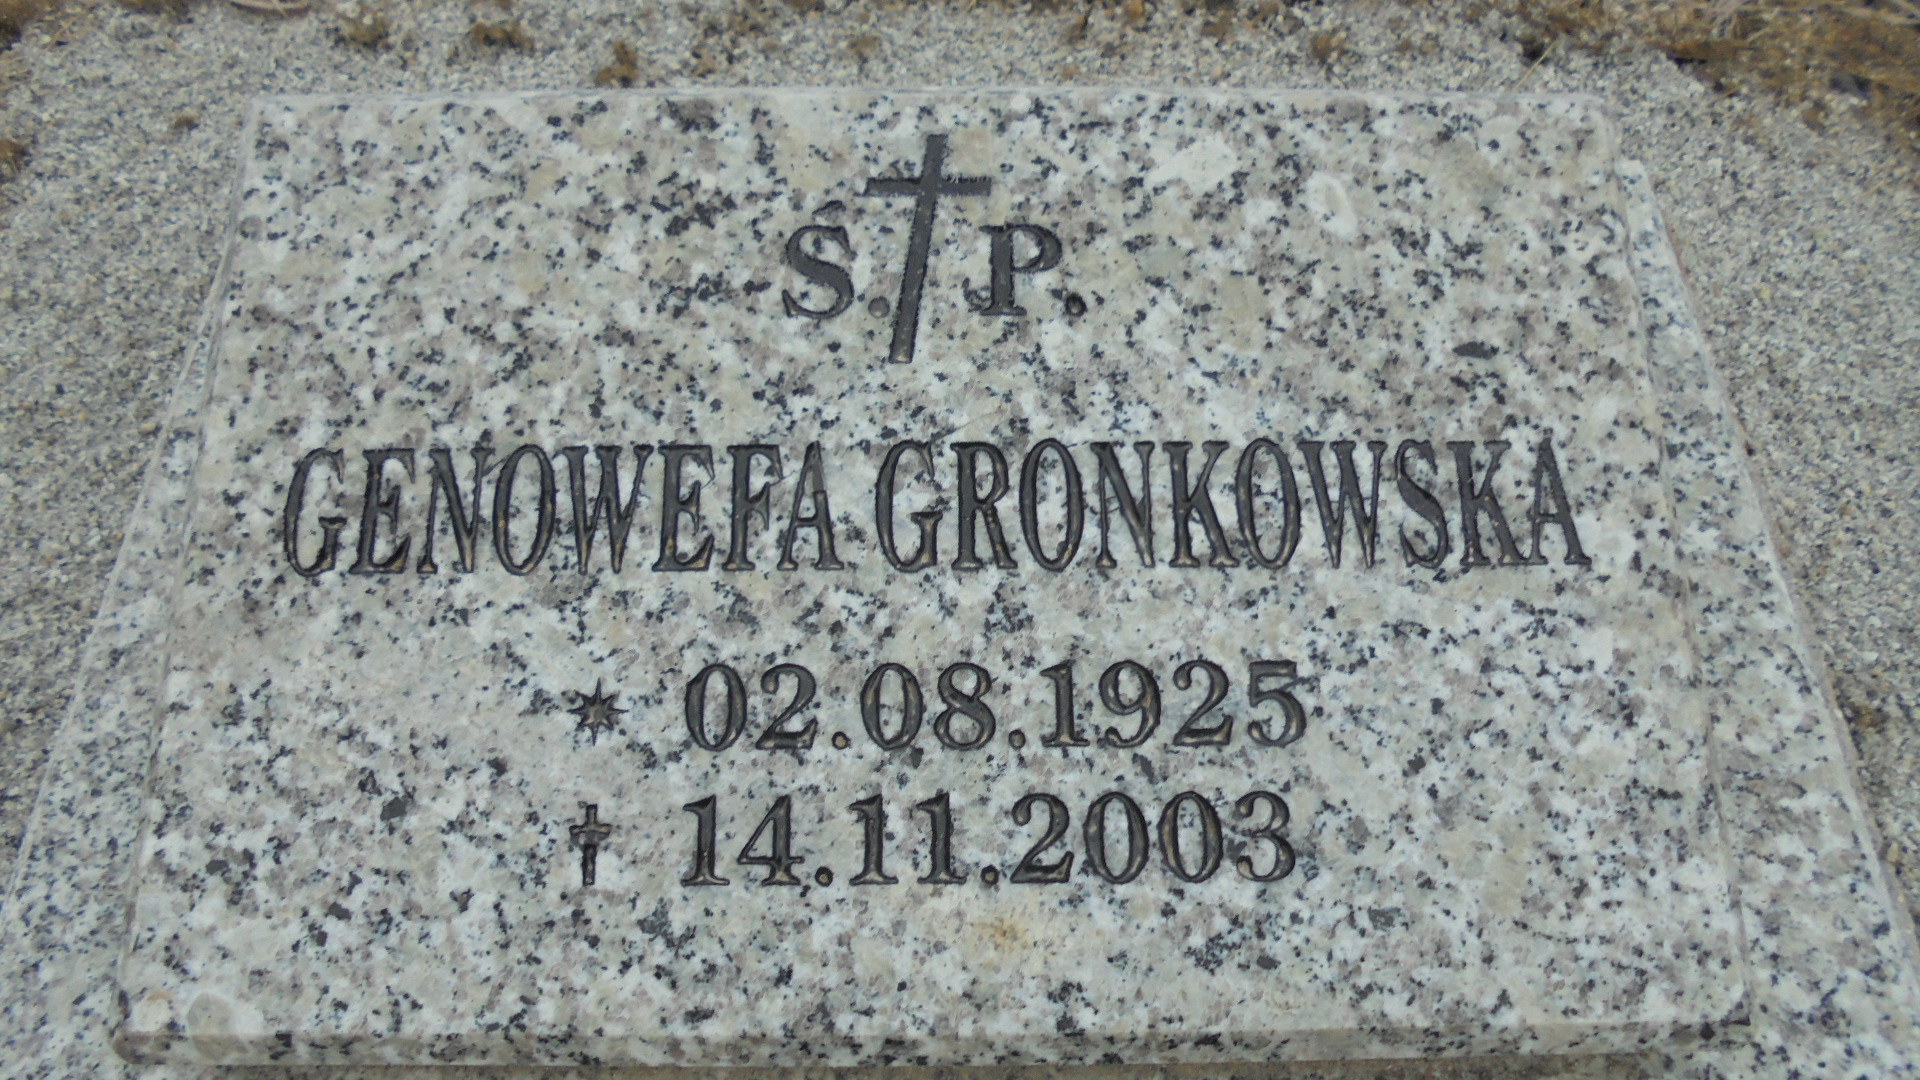 Ś. P.
GENOWEFA GRONKOWSKA
02.08.1925
14.11.2003